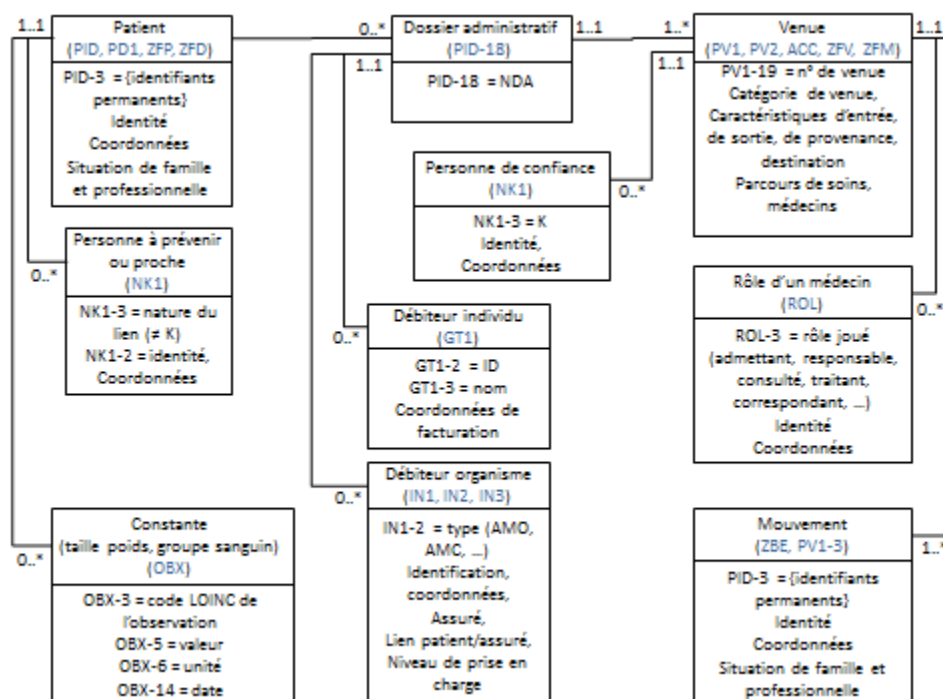 1..1
Patient
(PID, PD1, ZFP, ZFD)
PID-3 = {identifiants
permanents}
Identité
Coordonnées
Situation de famille
et professionnelle
0..*
Dossier administratif
(PID-18)
1..1
1..1
PID-18 = NDA
1..*
Venue
(PV1, PV2, ACC, ZFV, ZFM)
1..1
1..1
PV1-19 = n° de venue
Catégorie de venue,
Caractéristiques d'entrée,
de sortie, de provenance,
destination
Parcours de soins,
médecins
Personne de confiance
(NK1)
0..*
NK1-3 = K
Identité,
Coordonnées
Personne à prévenir
ou proche
(NK1)
0..*
NK1-3 = nature du
lien (≠ K)
NK1-2 = identité,
Coordonnées
Débiteur individu
(GT1)
0..*
GT1-2 = ID
GT1-3 = nom
Coordonnées de
facturation
Rôle d'un médecin
(ROL)
0..*
ROL-3 = rôle joué
(admettant, responsable,
consulté, traitant,
correspondant, ...)
Identité
Coordonnées
Débiteur organisme
(IN1, IN2, IN3)
0..*
IN1-2 = type (AMO,
AMC, ...)
Identification,
coordonnées,
Assuré,
Lien patient/assuré,
Niveau de prise en
charge
Constante
(taille poids, groupe sanguin)
(OBX)
0..*
OBX-3 = code LOINC de
l'observation
OBX-5 = valeur
OBX-6 = unité
OBX-14 = date
Mouvement
(ZBE, PV1-3)
1..*
PID-3 = {identifiants
permanents}
Identité
Coordonnées
Situation de famille et
professionnelle